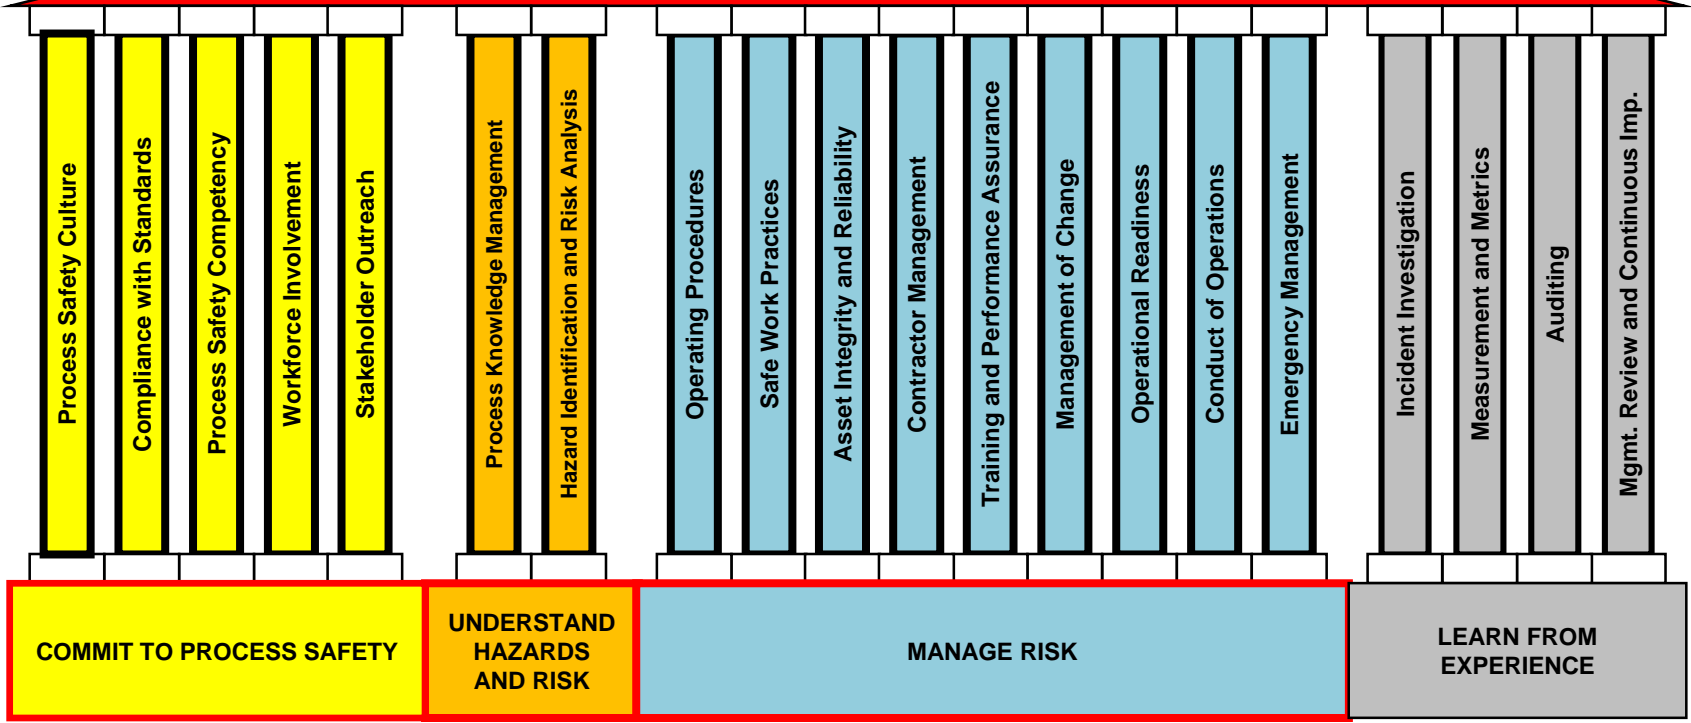 Process Safety Culture
Compliance with Standards
Process Safety Competency
Workforce Involvement
Stakeholder Outreach
Process Knowledge Management
Hazard Identification and Risk Analysis
Operating Procedures
Safe Work Practices
Asset Integrity and Reliability
Contractor Management
Training and Performance Assurance
Management of Change
Operational Readiness
Conduct of Operations
Emergency Management
Incident Investigation
Measurement and Metrics
Auditing
Mgmt. Review and Continuous Imp.
COMMIT TO PROCESS SAFETY
UNDERSTAND
HAZARDS
AND RISK
MANAGE RISK
LEARN FROM
EXPERIENCE